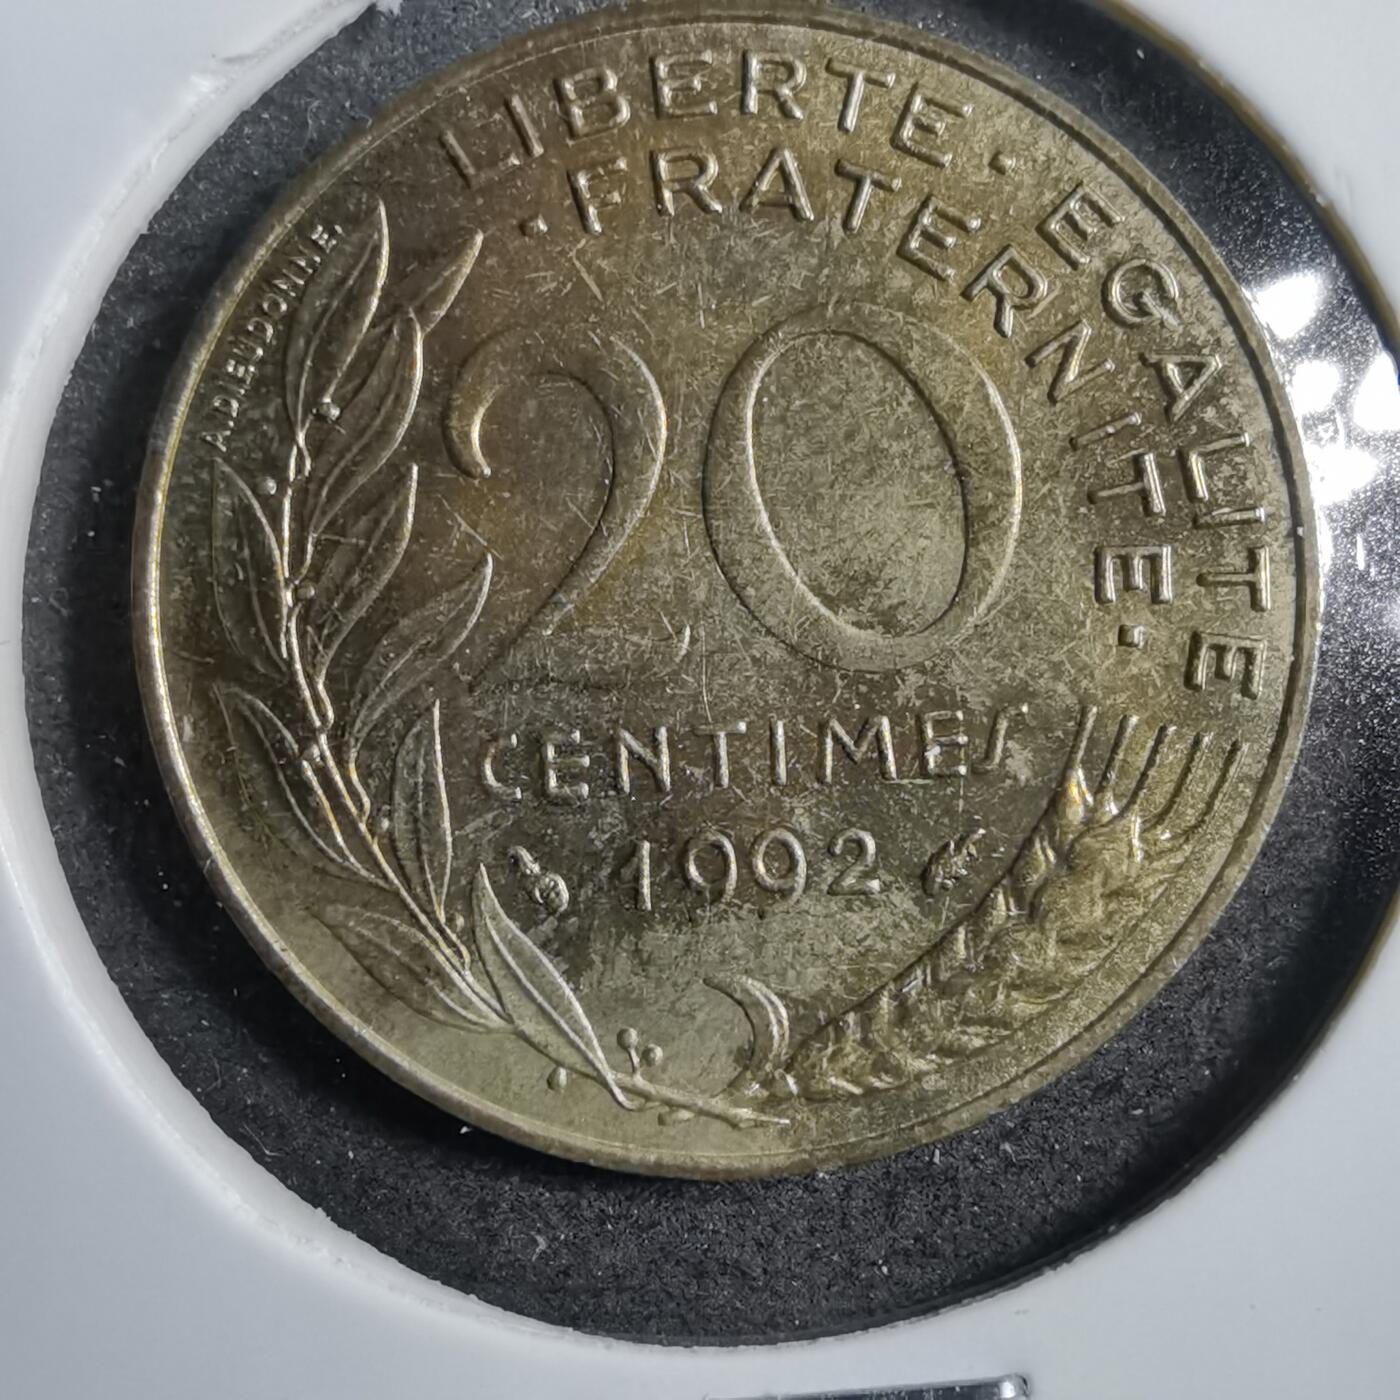 LIBERTE · EGALITE
· FRATERNITE ·
A.DIEUDONNE.
20
CENTIMES
1992